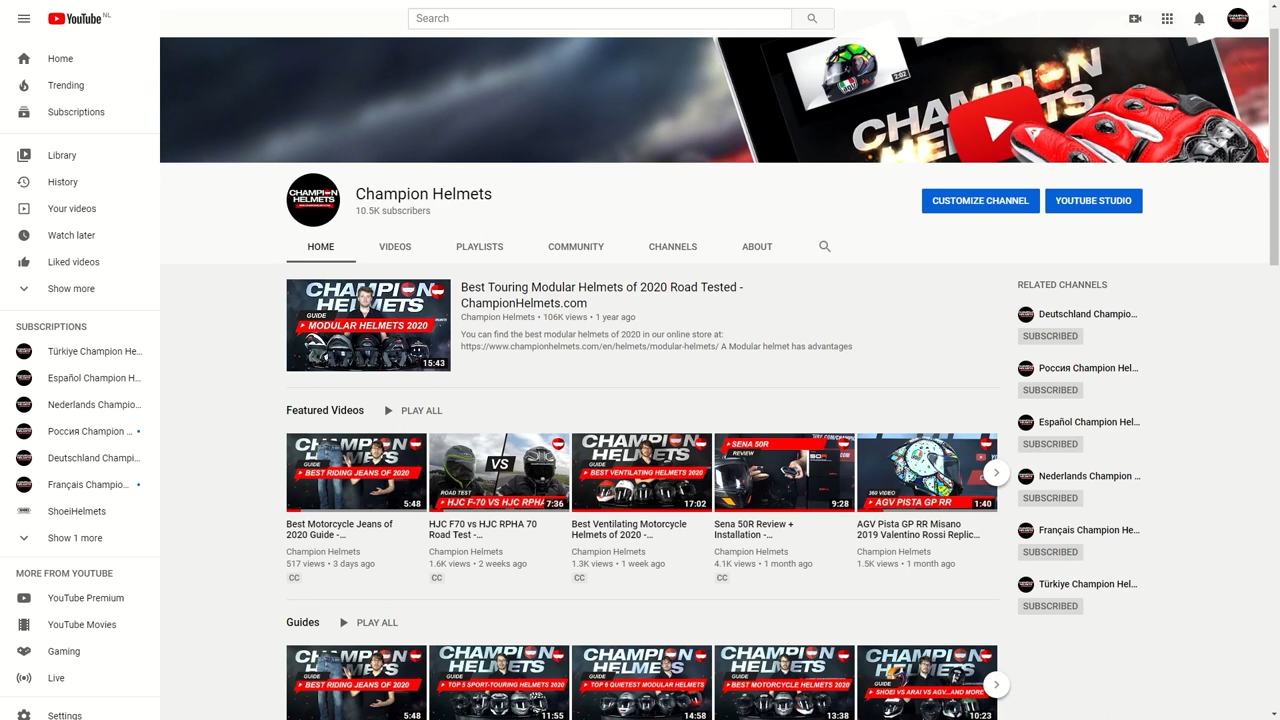 YouTube NL
Search
Home
Trending
Subscriptions
Library
History
Your videos
Watch later
Liked videos
Show more
SUBSCRIPTIONS
Türkiye Champion He...
Español Champion H...
Nederlands Champio...
Россия Champion ...
Deutschland Champi...
Français Champio...
ShoeiHelmets
Show 1 more
MORE FROM YOUTUBE
YouTube Premium
YouTube Movies
Gaming
Live
Settings
2:02
CHAMPION
HELMETS
CHAMPION
HELMETS
Champion Helmets
10.5K subscribers
CUSTOMIZE CHANNEL
YOUTUBE STUDIO
HOME
VIDEOS
PLAYLISTS
COMMUNITY
CHANNELS
ABOUT
CHAMPION
HELMETS
GUIDE
MODULAR HELMETS 2020
15:43
Best Touring Modular Helmets of 2020 Road Tested -
ChampionHelmets.com
Champion Helmets • 106K views • 1 year ago
You can find the best modular helmets of 2020 in our online store at:
https://www.championhelmets.com/en/helmets/modular-helmets/ A Modular helmet has advantages
Featured Videos
PLAY ALL
CHAMPION
GUIDE
BEST RIDING JEANS OF 2020
5:48
Best Motorcycle Jeans of
2020 Guide -...
Champion Helmets
517 views • 3 days ago
CC
VS
ROAD TEST
HJC F-70 VS HJC RPHA
7:36
HJC F70 vs HJC RPHA 70
Road Test -...
Champion Helmets
1.6K views • 2 weeks ago
CC
CHAMPION
GUIDE
BEST VENTILATING HELMETS 2020
17:02
Best Ventilating Motorcycle
Helmets of 2020 -...
Champion Helmets
1.3K views • 1 week ago
CC
SENA 50R
REVIEW
9:28
Sena 50R Review +
Installation -...
Champion Helmets
4.1K views • 1 month ago
CC
360 VIDEO
AGV PISTA GP RR
1:40
AGV Pista GP RR Misano
2019 Valentino Rossi Replic...
Champion Helmets
1.5K views • 1 month ago
Guides
PLAY ALL
CHAMPION
HELMETS
GUIDE
BEST RIDING JEANS OF 2020
5:48
CHAMPION
HELMETS
GUIDE
TOP 5 SPORT-TOURING HELMETS 2020
11:55
CHAMPION
HELMETS
GUIDE
TOP 6 QUIETEST MODULAR HELMETS
14:58
CHAMPION
HELMETS
GUIDE
BEST MOTORCYCLE HELMETS 2020
13:38
CHAMPION
GUIDE
SHOEI VS ARAI VS AGV...AND MORE
10:23
RELATED CHANNELS
Deutschland Champio...
SUBSCRIBED
Россия Champion Hel...
SUBSCRIBED
Español Champion Hel...
SUBSCRIBED
Nederlands Champion ...
SUBSCRIBED
Français Champion He...
SUBSCRIBED
Türkiye Champion Hel...
SUBSCRIBED